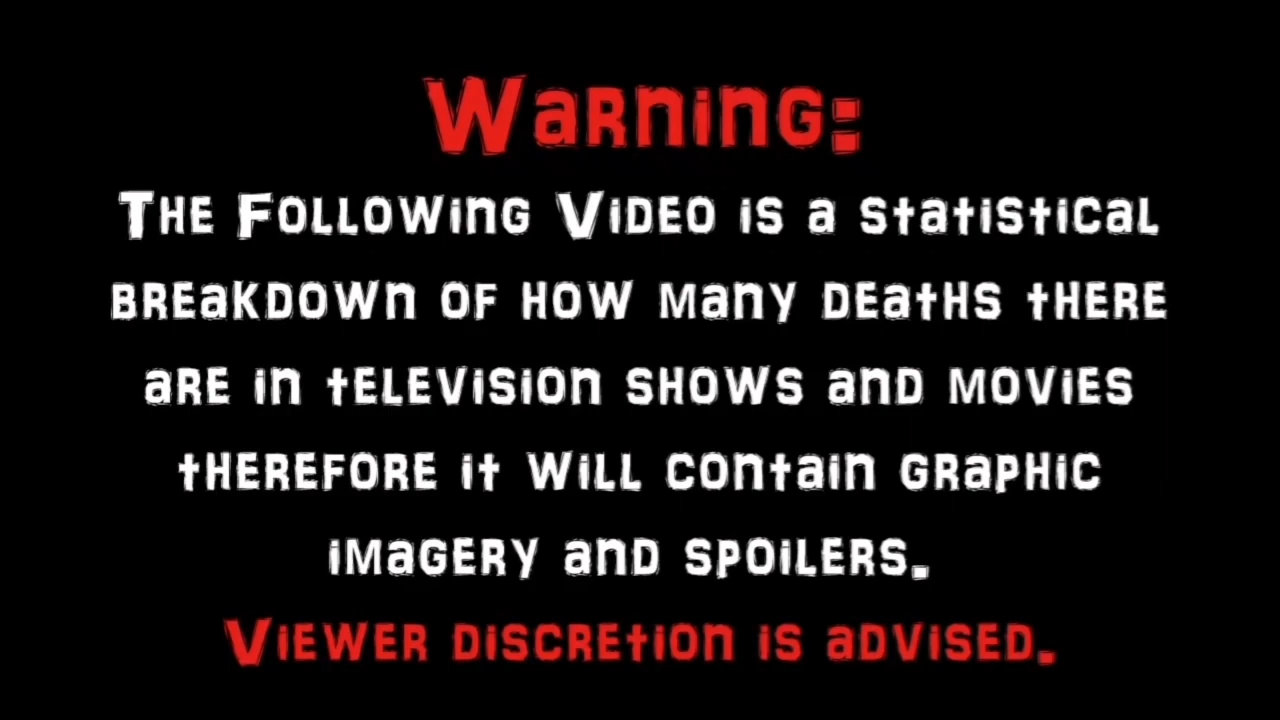 Warning:
The Following Video is a statistical
breakdown of how many deaths there
are in television shows and movies
therefore it will contain graphic
imagery and spoilers.
Viewer discretion is advised.